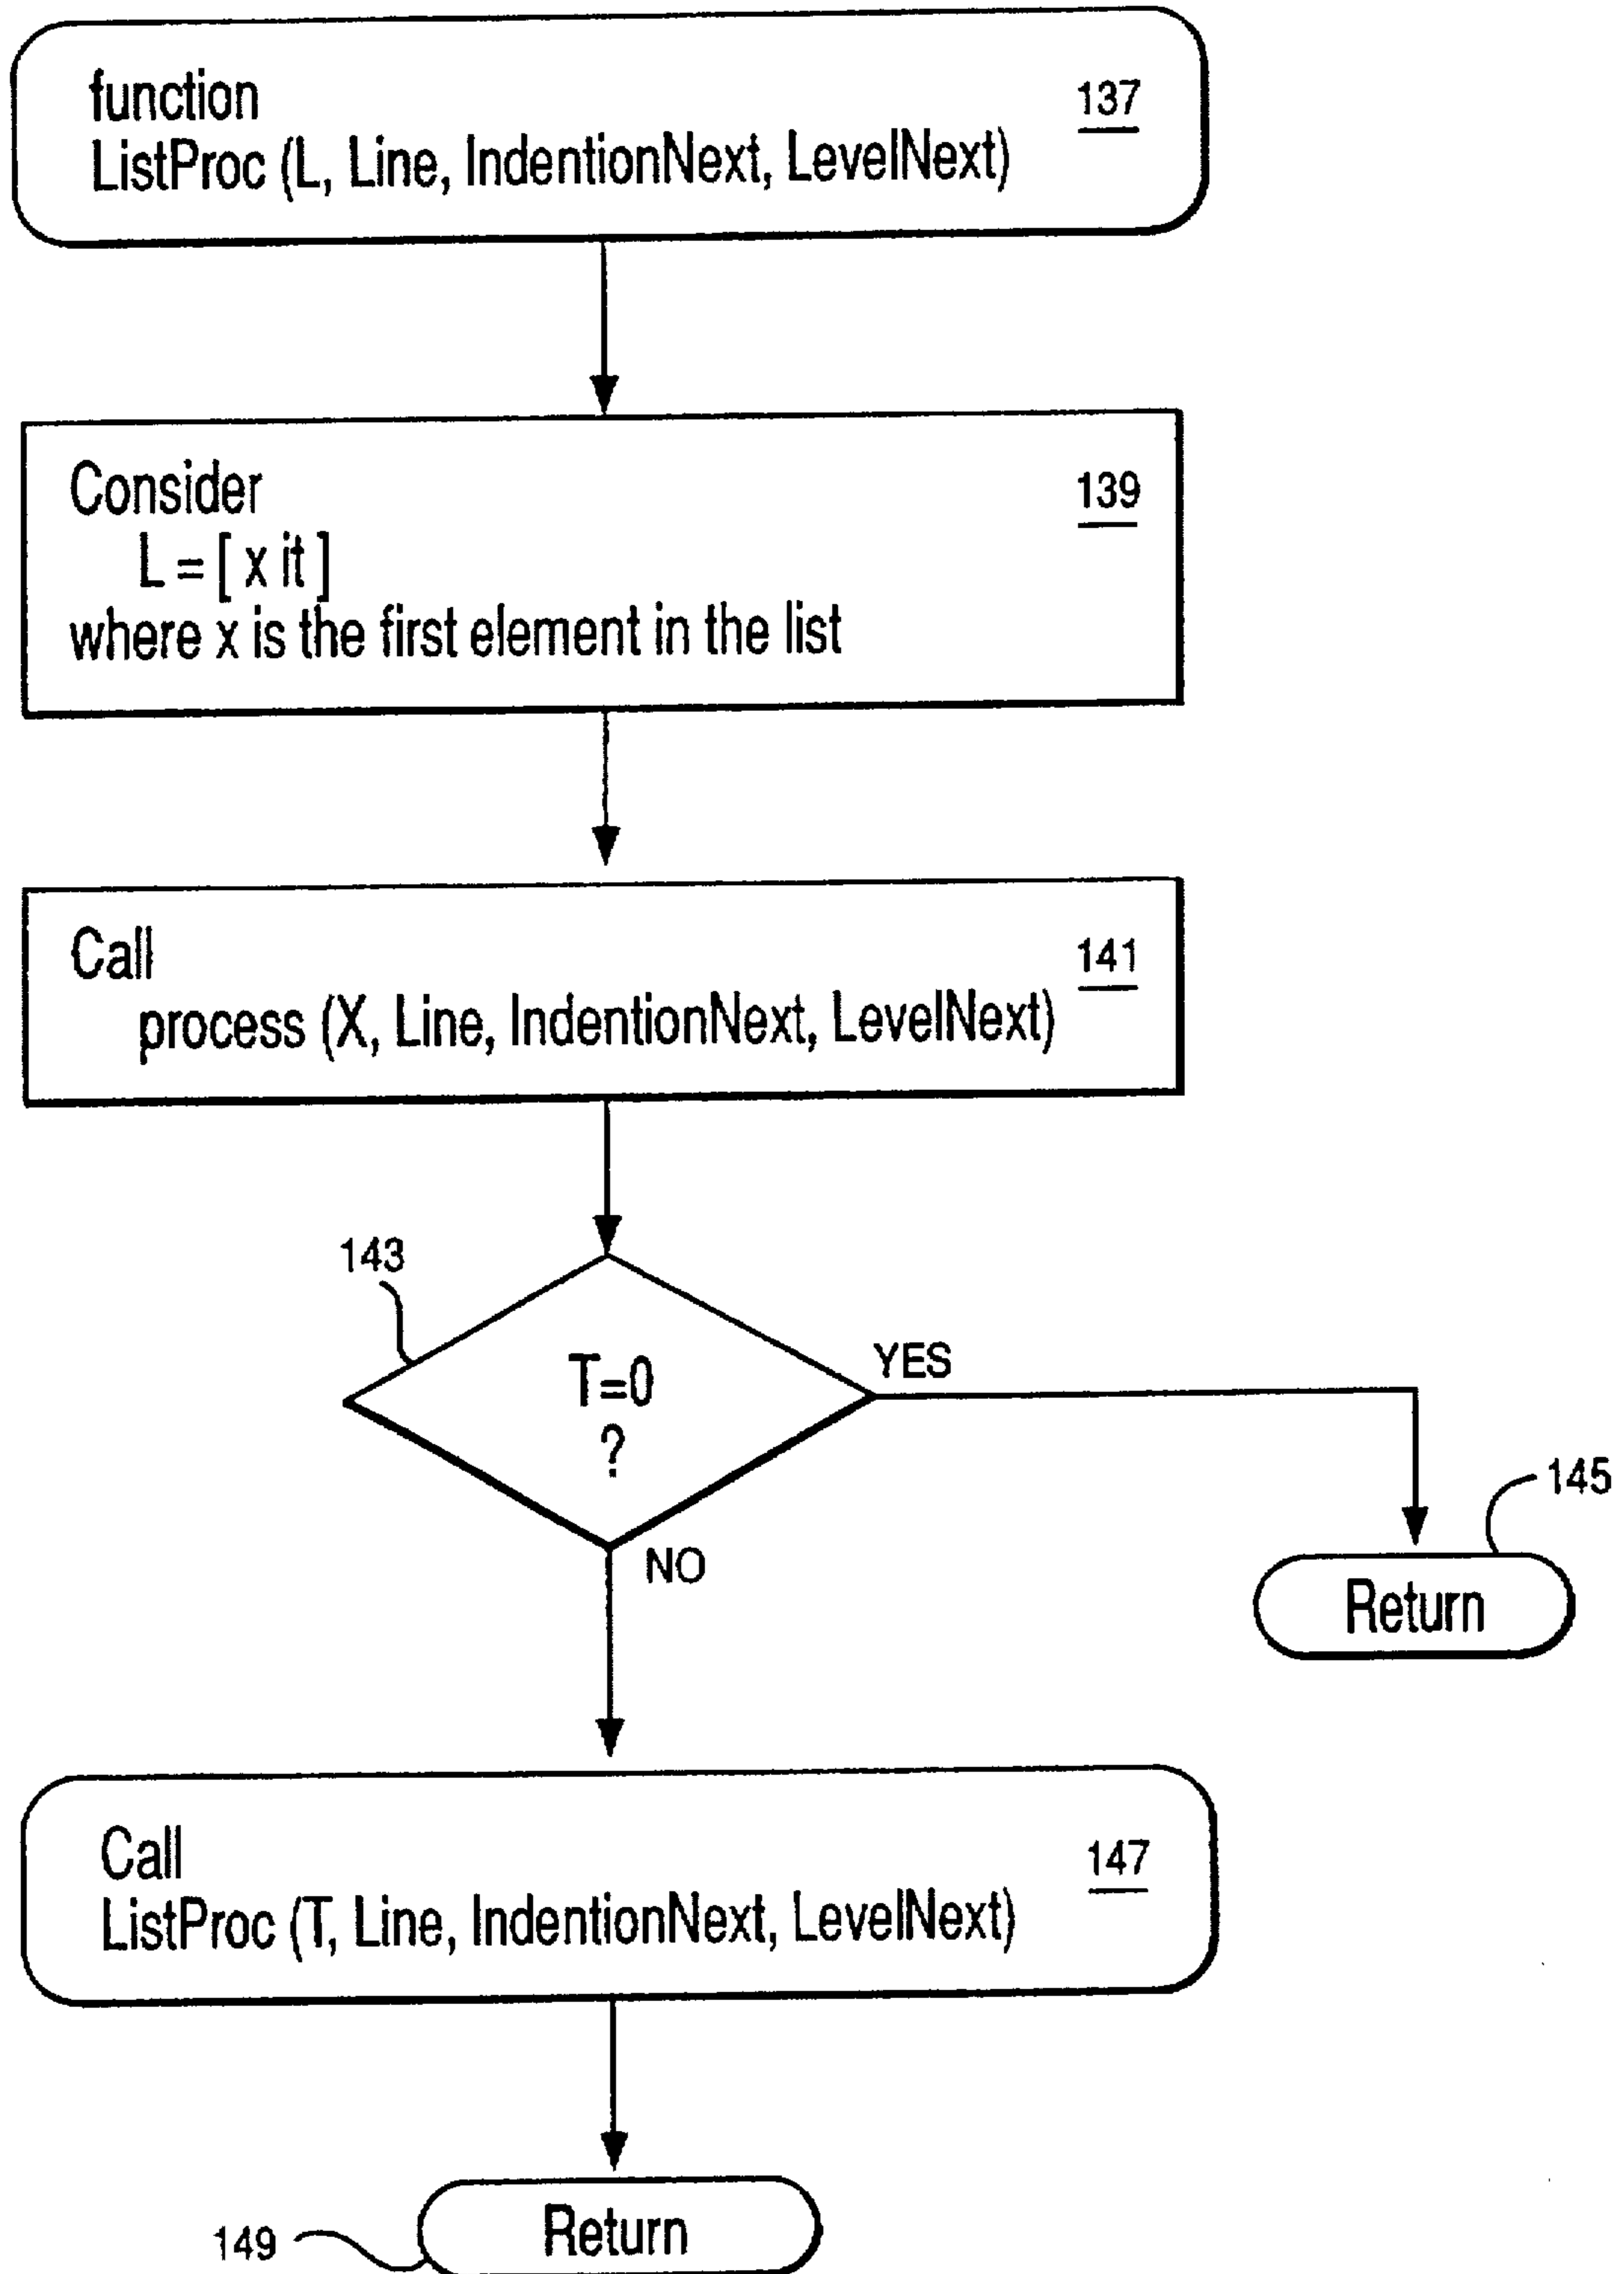 function
137
ListProc (L, Line, IndentionNext, LevelNext)
Consider
139
L = [ x it ]
where x is the first element in the list
Call
141
process (X, Line, IndentionNext, LevelNext)
143
T=0
?
YES
145
NO
Return
Call
147
ListProc (T, Line, IndentionNext, LevelNext)
Return
149